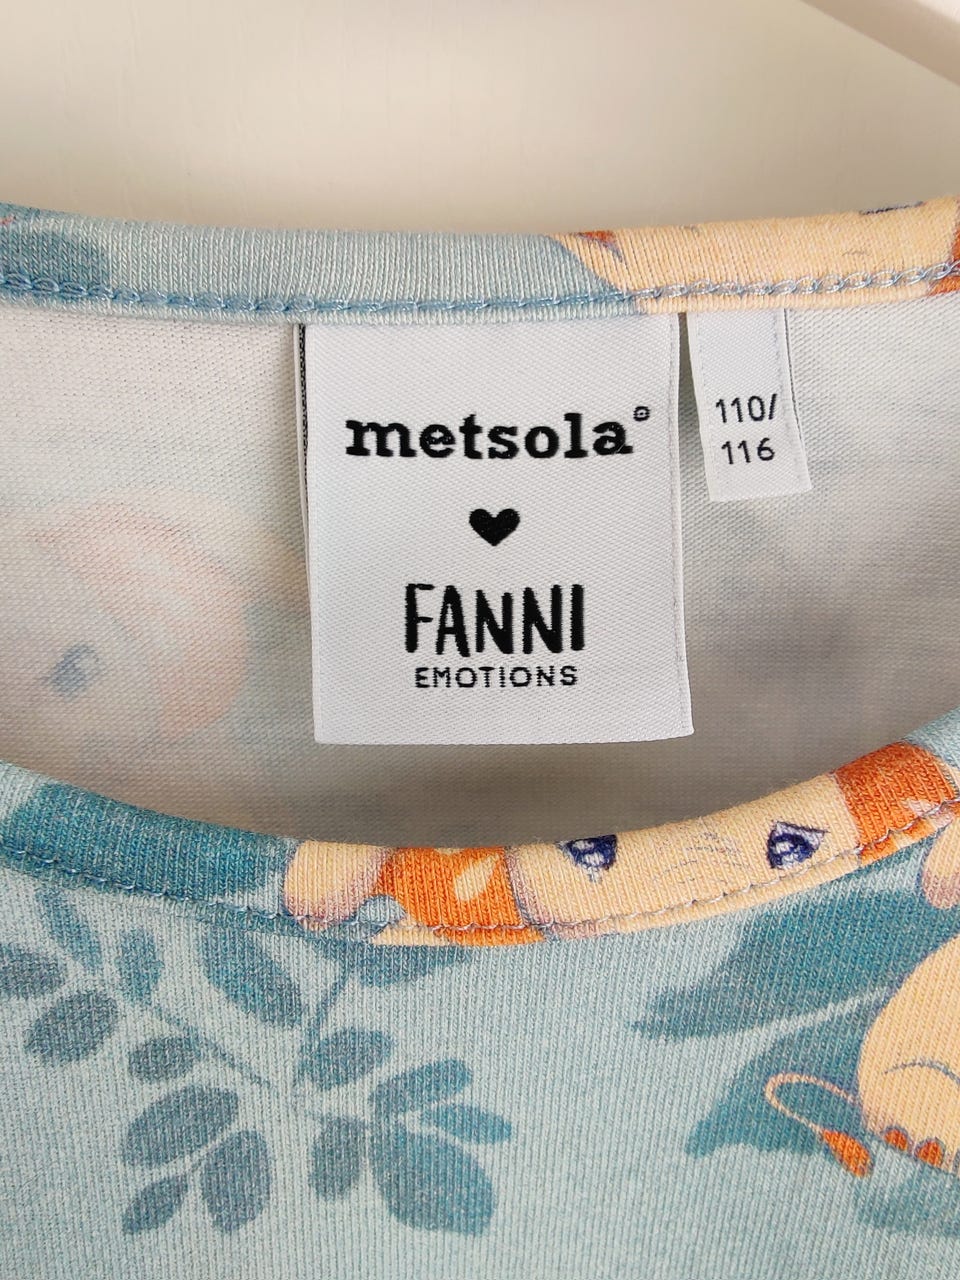 metsola
♥
FANNI
EMOTIONS
110/
116